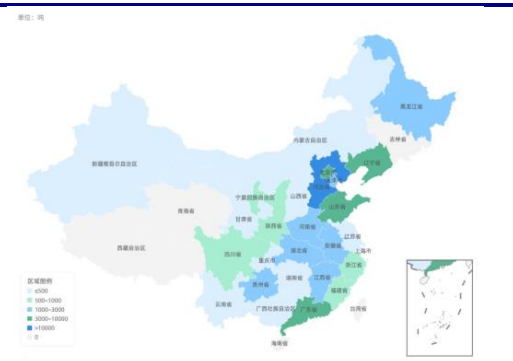 单位：吨
黑龙江省
内蒙古自治区
吉林省
新疆维吾尔自治区
辽宁省
宁夏回族自治区
山西省
青海省
山东省
甘肃省
陕西省
河南省
江苏省
西藏自治区
四川省
安徽省
上海市
湖北省
重庆市
浙江省
湖南省
江西省
贵州省
福建省
云南省
广西壮族自治区
广东省
台湾省
海南省
区域图例
≤500
500~1000
1000~3000
3000~10000
>10000
0